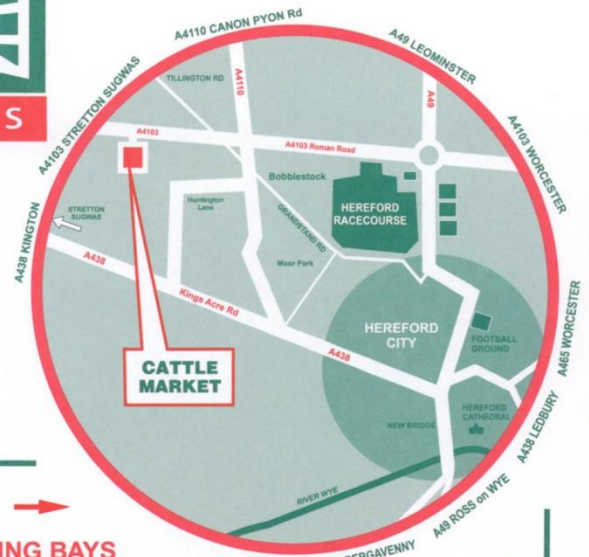 S
A4110 CANON PYON Rd
A49 LEOMINSTER
A4103 STRETTON SUGWAS
TILLINGTON RD
A4110
A49
A4103
A4103 Roman Road
A4103 WORCESTER
Bobblestock
HEREFORD
RACECOURSE
Huntington
Lane
STRETTON
SUGWAS
GRANDSTAND RD
A438 KINGTON
A438
Moor Park
Kings Acre Rd
HEREFORD
CITY
FOOTBALL
GROUND
A465 WORCESTER
A438
CATTLE
MARKET
NEW BRIDGE
HEREFORD
CATHEDRAL
A438 LEDBURY
RIVER WYE
A49 ROSS on WYE
ERGAVENNY
ING BAYS